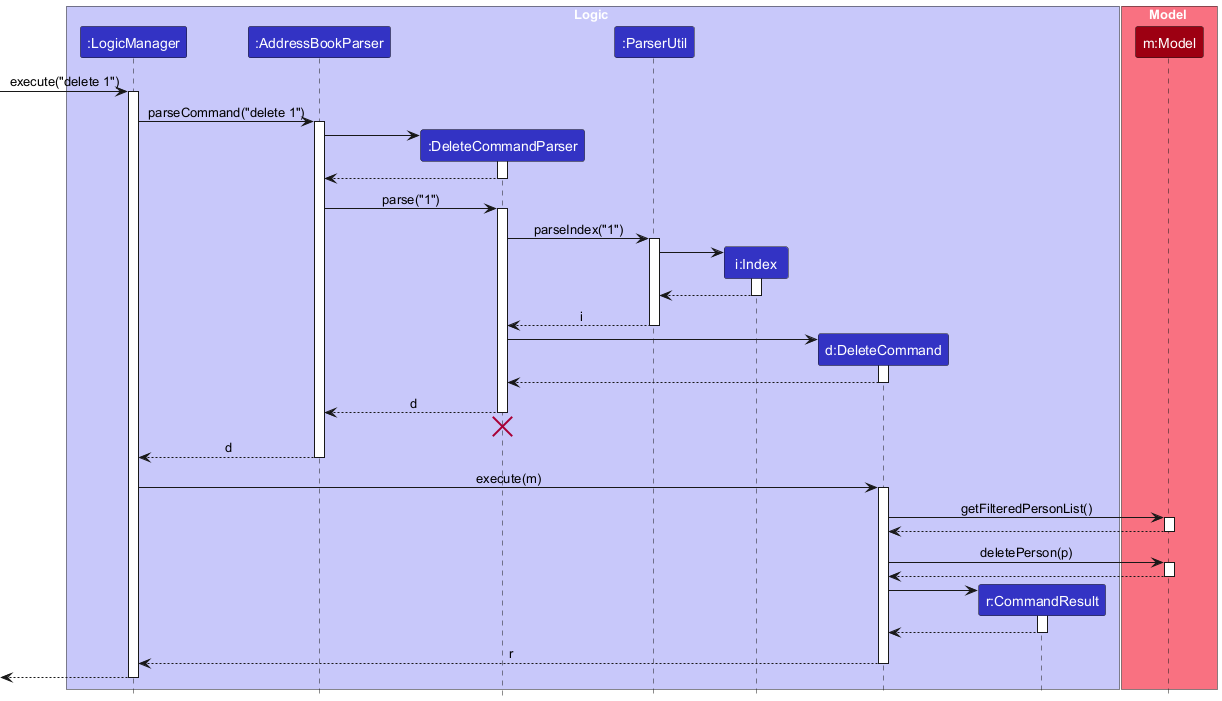 Logic
Model
:LogicManager
:AddressBookParser
:ParserUtil
m:Model
execute("delete 1")
parseCommand("delete 1")
:DeleteCommandParser
parse("1")
parseIndex("1")
i:Index
i
d:DeleteCommand
d
d
execute(m)
getFilteredPersonList()
deletePerson(p)
r:CommandResult
r